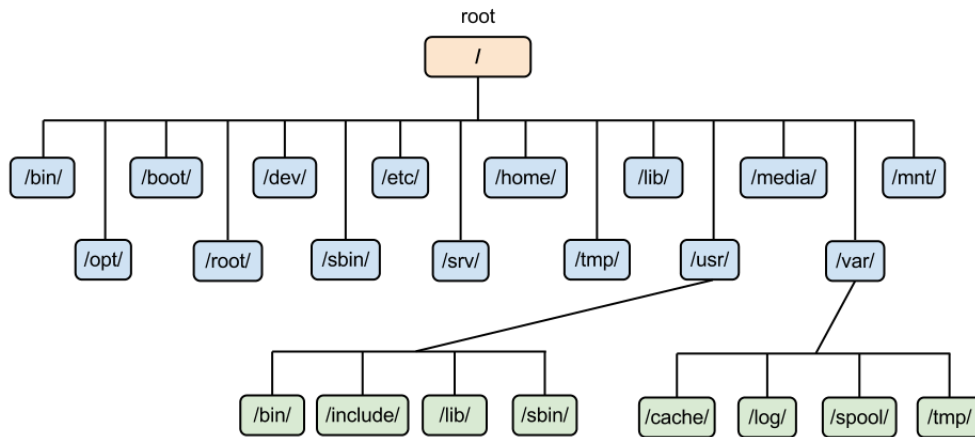 root
/
/bin/
/boot/
/dev/
/etc/
/home/
/lib/
/media/
/mnt/
/opt/
/root/
/sbin/
/srv/
/tmp/
/usr/
/var/
/bin/
/include/
/lib/
/sbin/
/cache/
/log/
/spool/
/tmp/